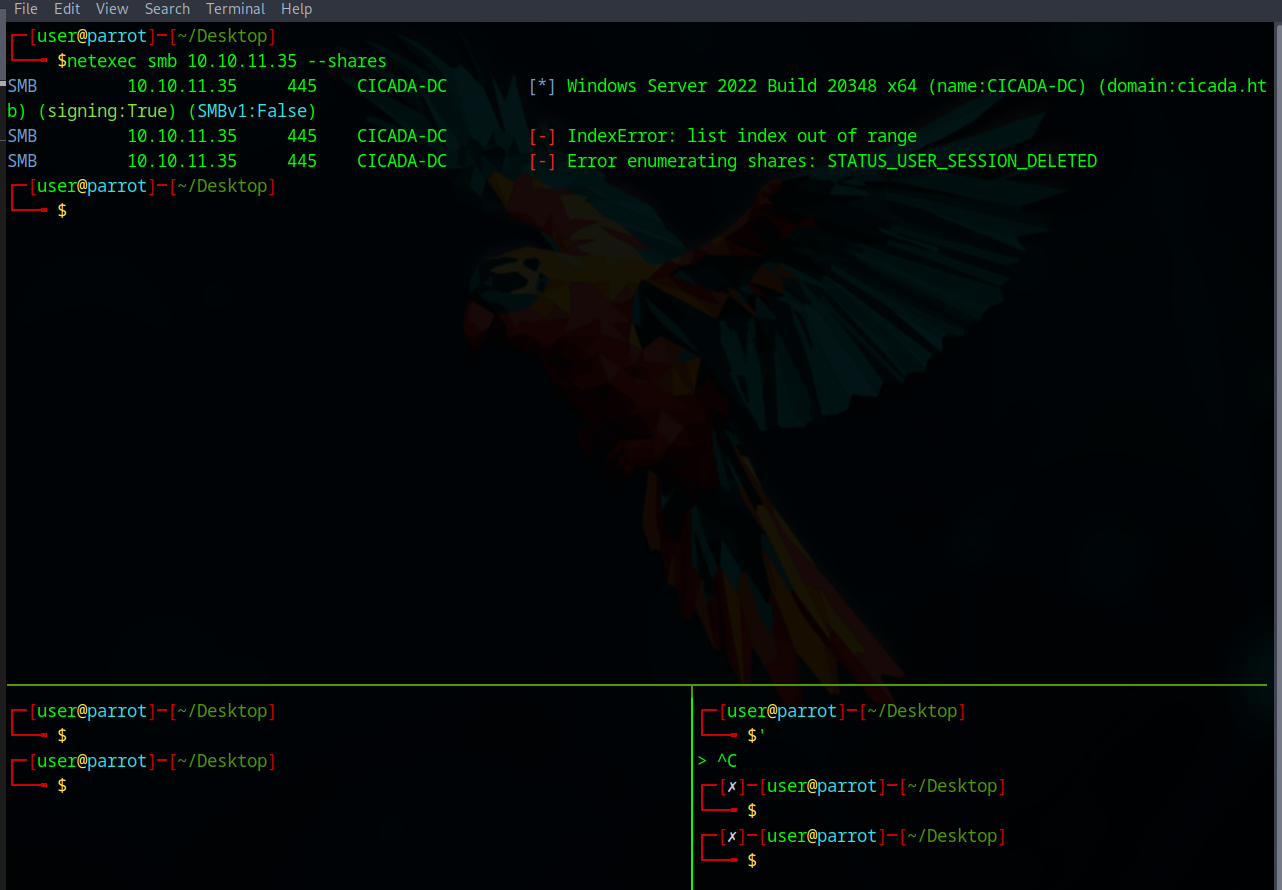 File Edit View Search Terminal Help
┌─[user@parrot]─[~/Desktop]
└──╼ $netexec smb 10.10.11.35 --shares
SMB         10.10.11.35     445    CICADA-DC        [*] Windows Server 2022 Build 20348 x64 (name:CICADA-DC) (domain:cicada.ht
b) (signing:True) (SMBv1:False)
SMB         10.10.11.35     445    CICADA-DC        [-] IndexError: list index out of range
SMB         10.10.11.35     445    CICADA-DC        [-] Error enumerating shares: STATUS_USER_SESSION_DELETED
┌─[user@parrot]─[~/Desktop]
└──╼ $
┌─[user@parrot]─[~/Desktop]
└──╼ $
┌─[user@parrot]─[~/Desktop]
└──╼ $
┌─[user@parrot]─[~/Desktop]
└──╼ $'
> ^C
┌─[✗]─[user@parrot]─[~/Desktop]
└──╼ $
┌─[✗]─[user@parrot]─[~/Desktop]
└──╼ $